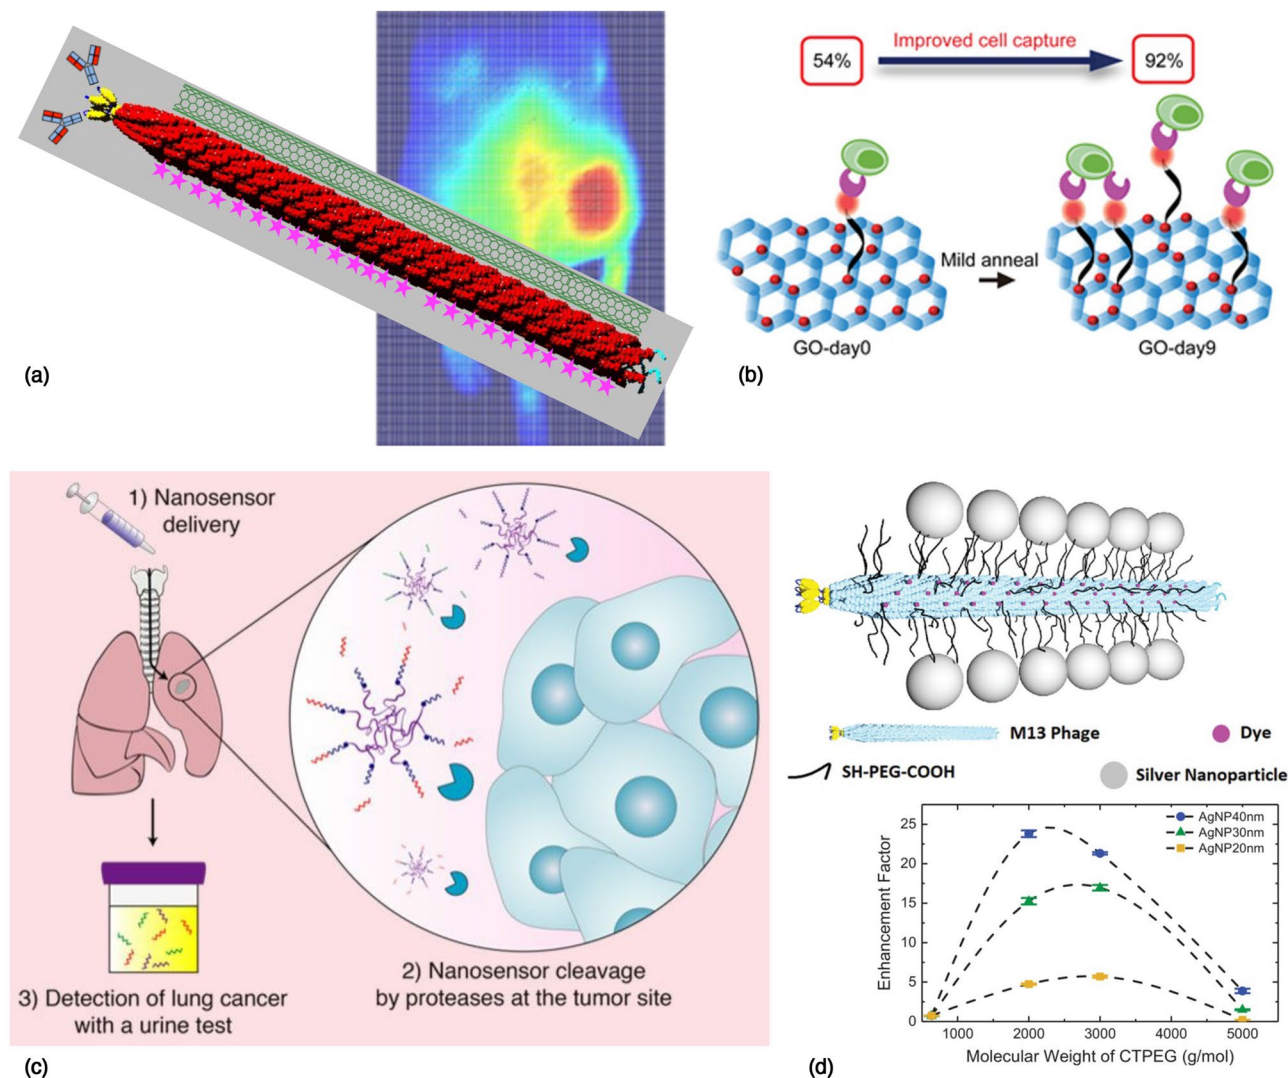 (a)
Improved cell capture
54%
92%
Mild anneal
GO-day0
GO-day9
(b)
1) Nanosensor
delivery
2) Nanosensor cleavage
by proteases at the tumor site
3) Detection of lung cancer
with a urine test
(c)
M13 Phage
Dye
SH-PEG-COOH
Silver Nanoparticle
AgNP40nm
AgNP30nm
AgNP20nm
25
20
15
10
5
0
Enhancement Factor
1000 2000 3000 4000 5000
Molecular Weight of CTPEG (g/mol)
(d)